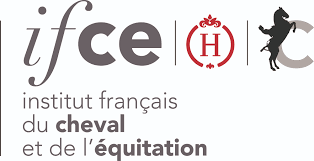 ifce H C
institut français
du cheval
et de l'équitation